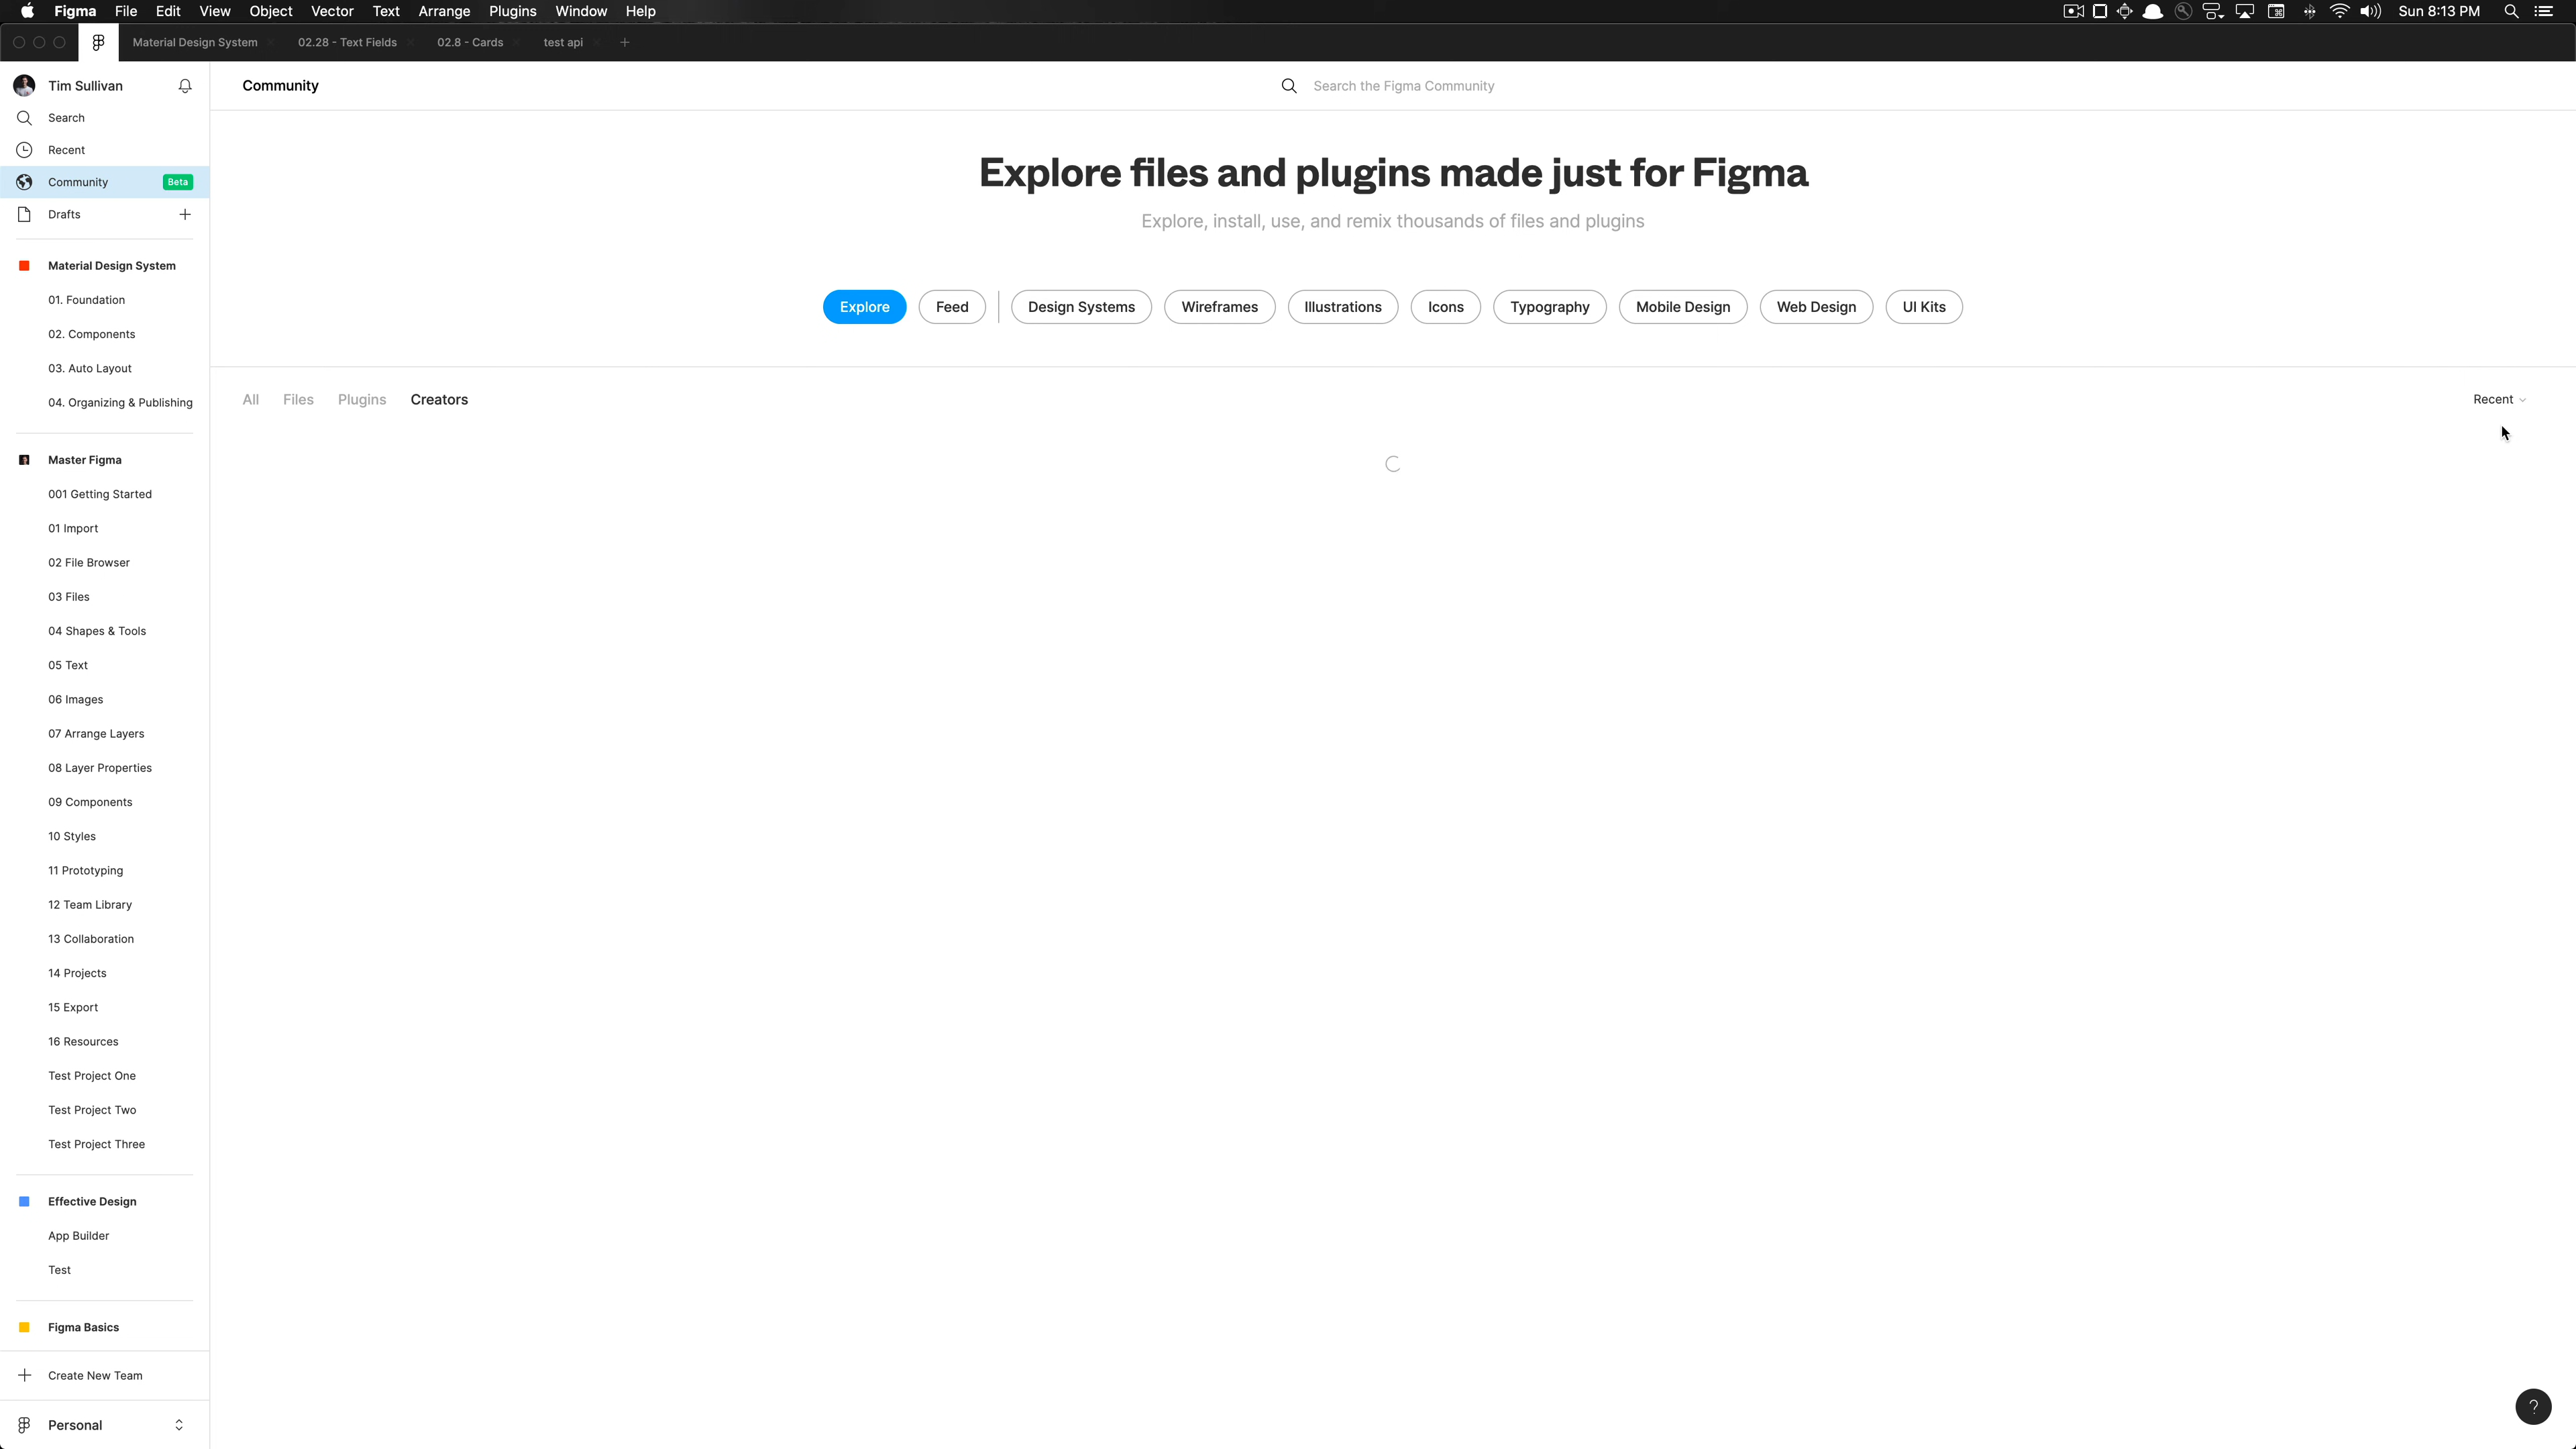 Figma File Edit View Object Vector Text Arrange Plugins Window Help Sun 8:13 PM
Material Design System 02.28 - Text Fields 02.8 - Cards test api
Tim Sullivan
Search
Recent
Community Beta
Drafts
Material Design System
01. Foundation
02. Components
03. Auto Layout
04. Organizing & Publishing
Master Figma
001 Getting Started
01 Import
02 File Browser
03 Files
04 Shapes & Tools
05 Text
06 Images
07 Arrange Layers
08 Layer Properties
09 Components
10 Styles
11 Prototyping
12 Team Library
13 Collaboration
14 Projects
15 Export
16 Resources
Test Project One
Test Project Two
Test Project Three
Effective Design
App Builder
Test
Figma Basics
Create New Team
Personal
Community
Search the Figma Community
Explore files and plugins made just for Figma
Explore, install, use, and remix thousands of files and plugins
Explore Feed Design Systems Wireframes Illustrations Icons Typography Mobile Design Web Design UI Kits
All Files Plugins Creators Recent
?